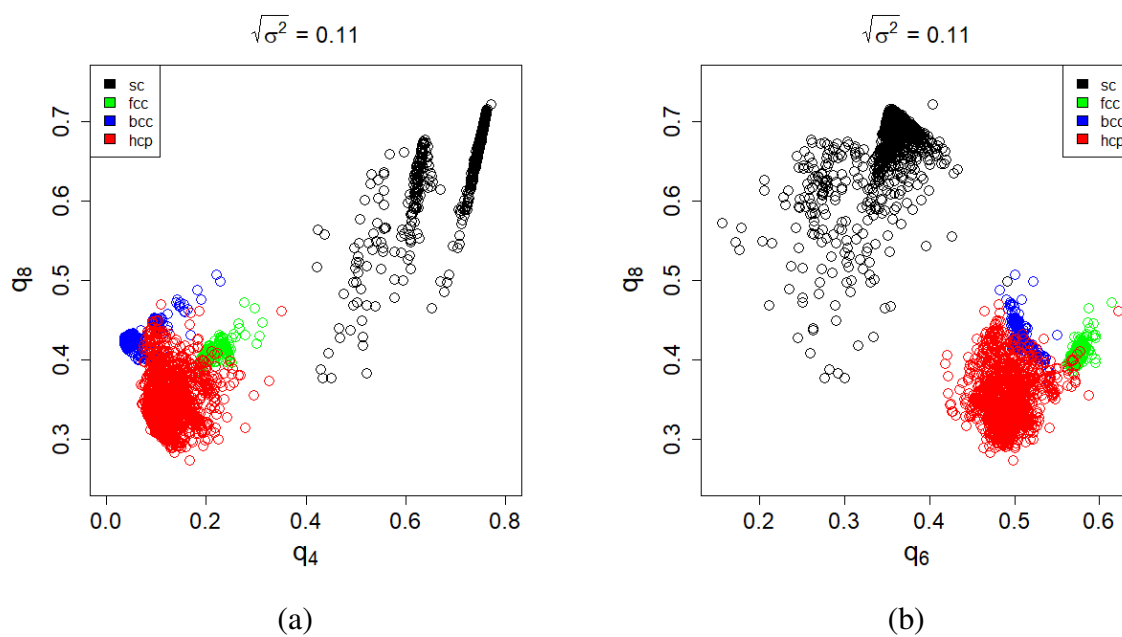 √σ² = 0.11
sc
fcc
bcc
hcp
q₈
0.7
0.6
0.5
0.4
0.3
0.0 0.2 0.4 0.6 0.8
q₄
(a)
√σ² = 0.11
sc
fcc
bcc
hcp
q₈
0.7
0.6
0.5
0.4
0.3
0.2 0.3 0.4 0.5 0.6
q₆
(b)